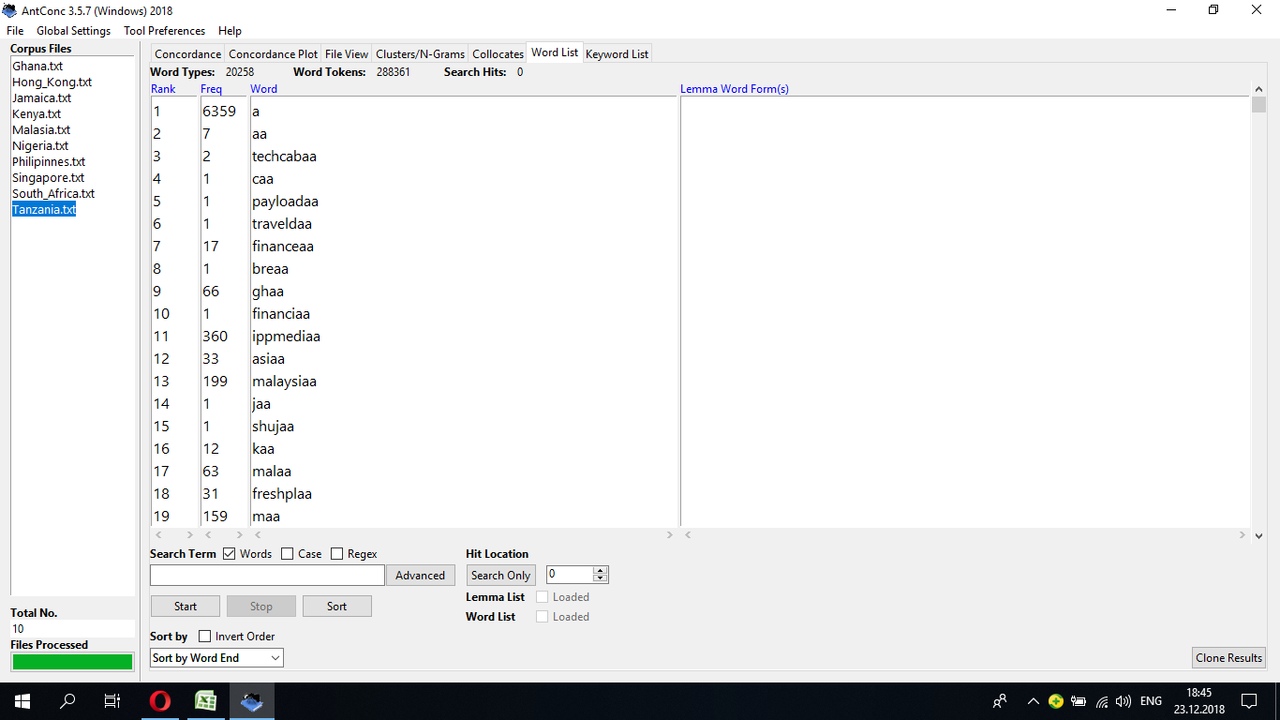 AntConc 3.5.7 (Windows) 2018
File Global Settings Tool Preferences Help
Corpus Files
Ghana.txt
Hong_Kong.txt
Jamaica.txt
Kenya.txt
Malasia.txt
Nigeria.txt
Philipinnes.txt
Singapore.txt
South_Africa.txt
Tanzania.txt
Total No.
10
Files Processed
Concordance Concordance Plot File View Clusters/N-Grams Collocates Word List Keyword List
Word Types: 20258 Word Tokens: 288361 Search Hits: 0
Rank Freq Word Lemma Word Form(s)
1 6359 a
2 7 aa
3 2 techcabaa
4 1 caa
5 1 payloadaa
6 1 traveldaa
7 17 financeaa
8 1 breaa
9 66 ghaa
10 1 financiaa
11 360 ippmediaa
12 33 asiaa
13 199 malaysiaa
14 1 jaa
15 1 shujaa
16 12 kaa
17 63 malaa
18 31 freshplaa
19 159 maa
Search Term Words Case Regex Hit Location
Advanced Search Only 0
Start Stop Sort Lemma List Loaded
Word List Loaded
Sort by Invert Order
Sort by Word End
Clone Results
ENG
18:45
23.12.2018